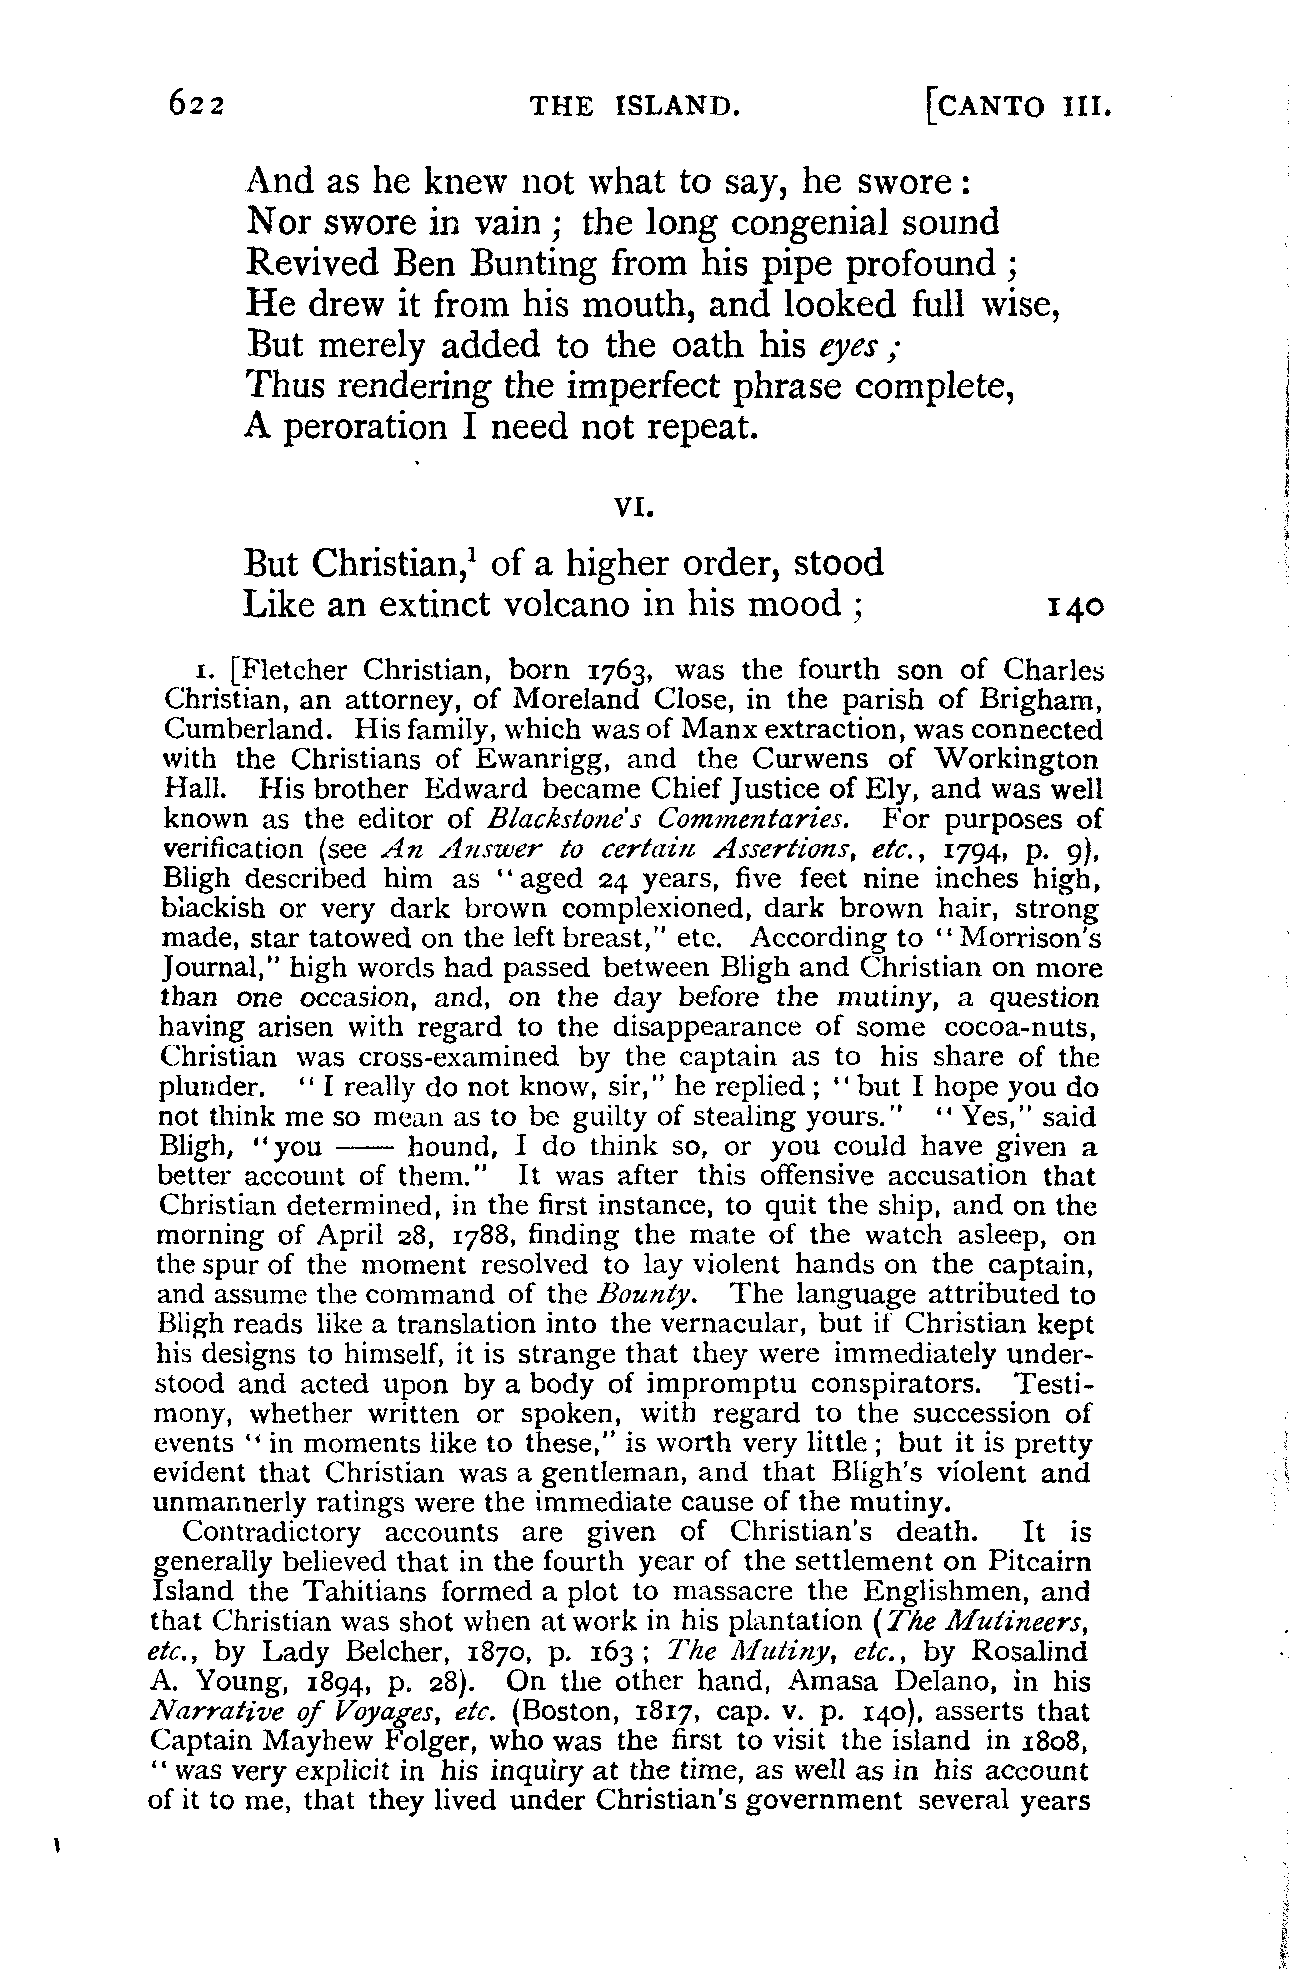 622 THE ISLAND. [CANTO III.
And as he knew not what to say, he swore :
Nor swore in vain ; the long congenial sound
Revived Ben Bunting from his pipe profound ;
He drew it from his mouth, and looked full wise,
But merely added to the oath his eyes ;
Thus rendering the imperfect phrase complete,
A peroration I need not repeat.
VI.
But Christian,¹ of a higher order, stood
Like an extinct volcano in his mood ; 140
1. [Fletcher Christian, born 1763, was the fourth son of Charles
Christian, an attorney, of Moreland Close, in the parish of Brigham,
Cumberland. His family, which was of Manx extraction, was connected
with the Christians of Ewanrigg, and the Curwens of Workington
Hall. His brother Edward became Chief Justice of Ely, and was well
known as the editor of Blackstone's Commentaries. For purposes of
verification (see An Answer to certain Assertions, etc., 1794, p. 9),
Bligh described him as "aged 24 years, five feet nine inches high,
blackish or very dark brown complexioned, dark brown hair, strong
made, star tatowed on the left breast," etc. According to "Morrison's
Journal," high words had passed between Bligh and Christian on more
than one occasion, and, on the day before the mutiny, a question
having arisen with regard to the disappearance of some cocoa-nuts,
Christian was cross-examined by the captain as to his share of the
plunder. "I really do not know, sir," he replied ; "but I hope you do
not think me so mean as to be guilty of stealing yours." "Yes," said
Bligh, "you —— hound, I do think so, or you could have given a
better account of them." It was after this offensive accusation that
Christian determined, in the first instance, to quit the ship, and on the
morning of April 28, 1788, finding the mate of the watch asleep, on
the spur of the moment resolved to lay violent hands on the captain,
and assume the command of the Bounty. The language attributed to
Bligh reads like a translation into the vernacular, but if Christian kept
his designs to himself, it is strange that they were immediately under-
stood and acted upon by a body of impromptu conspirators. Testi-
mony, whether written or spoken, with regard to the succession of
events "in moments like to these," is worth very little ; but it is pretty
evident that Christian was a gentleman, and that Bligh's violent and
unmannerly ratings were the immediate cause of the mutiny.
Contradictory accounts are given of Christian's death. It is
generally believed that in the fourth year of the settlement on Pitcairn
Island the Tahitians formed a plot to massacre the Englishmen, and
that Christian was shot when at work in his plantation (The Mutineers,
etc., by Lady Belcher, 1870, p. 163 ; The Mutiny, etc., by Rosalind
A. Young, 1894, p. 28). On the other hand, Amasa Delano, in his
Narrative of Voyages, etc. (Boston, 1817, cap. v. p. 140), asserts that
Captain Mayhew Folger, who was the first to visit the island in 1808,
"was very explicit in his inquiry at the time, as well as in his account
of it to me, that they lived under Christian's government several years